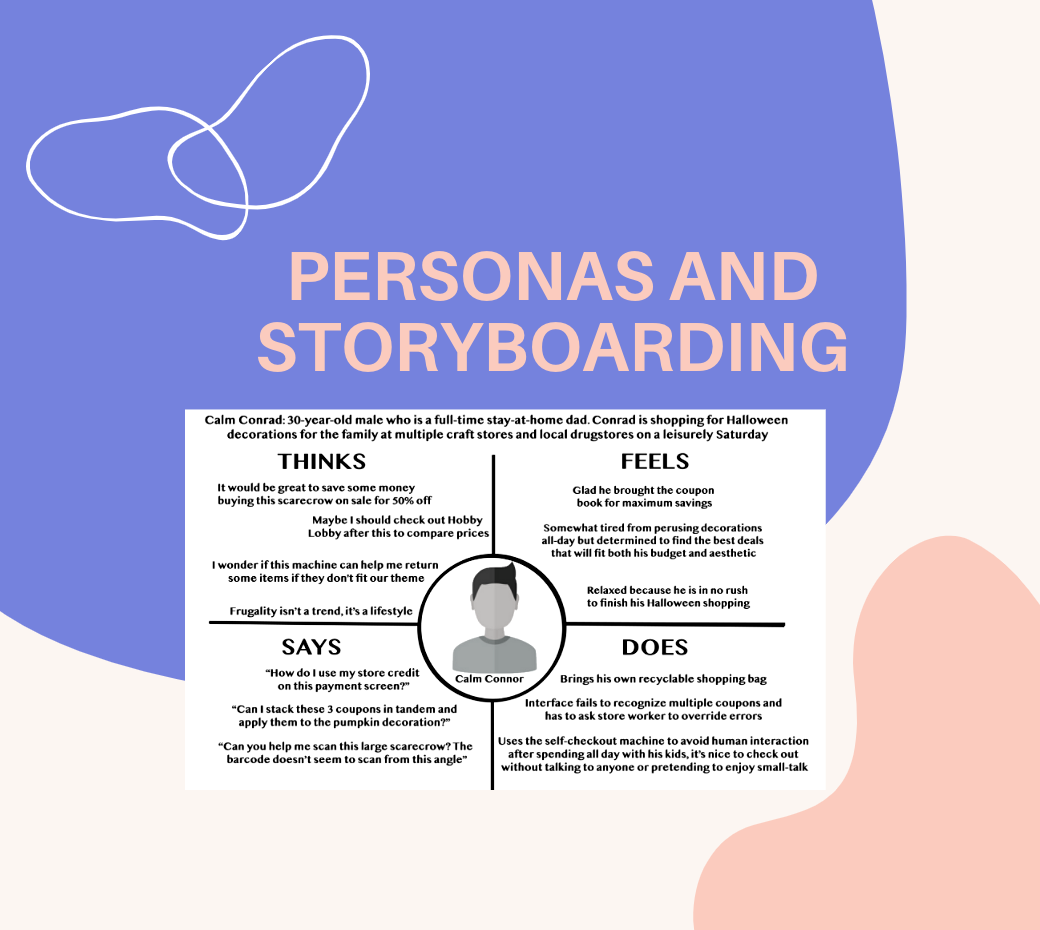 PERSONAS AND
STORYBOARDING
Calm Conrad: 30-year-old male who is a full-time stay-at-home dad. Conrad is shopping for Halloween
decorations for the family at multiple craft stores and local drugstores on a leisurely Saturday
THINKS
It would be great to save some money
buying this scarecrow on sale for 50% off
Maybe I should check out Hobby
Lobby after this to compare prices
I wonder if this machine can help me return
some items if they don't fit our theme
Frugality isn't a trend, it's a lifestyle
FEELS
Glad he brought the coupon
book for maximum savings
Somewhat tired from perusing decorations
all-day but determined to find the best deals
that will fit both his budget and aesthetic
Relaxed because he is in no rush
to finish his Halloween shopping
Calm Connor
SAYS
“How do I use my store credit
on this payment screen?”
“Can I stack these 3 coupons in tandem and
apply them to the pumpkin decoration?”
“Can you help me scan this large scarecrow? The
barcode doesn't seem to scan from this angle”
DOES
Brings his own recyclable shopping bag
Interface fails to recognize multiple coupons and
has to ask store worker to override errors
Uses the self-checkout machine to avoid human interaction
after spending all day with his kids, it's nice to check out
without talking to anyone or pretending to enjoy small-talk